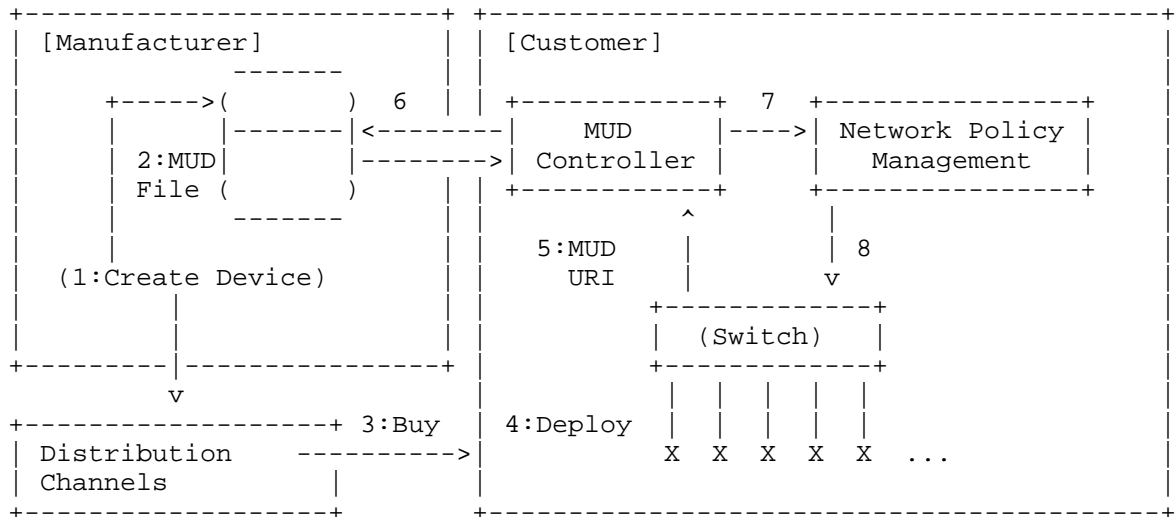 [Manufacturer] [Customer]
6 7
MUD Network Policy
2:MUD Controller Management
File
5:MUD 8
(1:Create Device) URI
(Switch)
3:Buy 4:Deploy
Distribution X X X X X ...
Channels